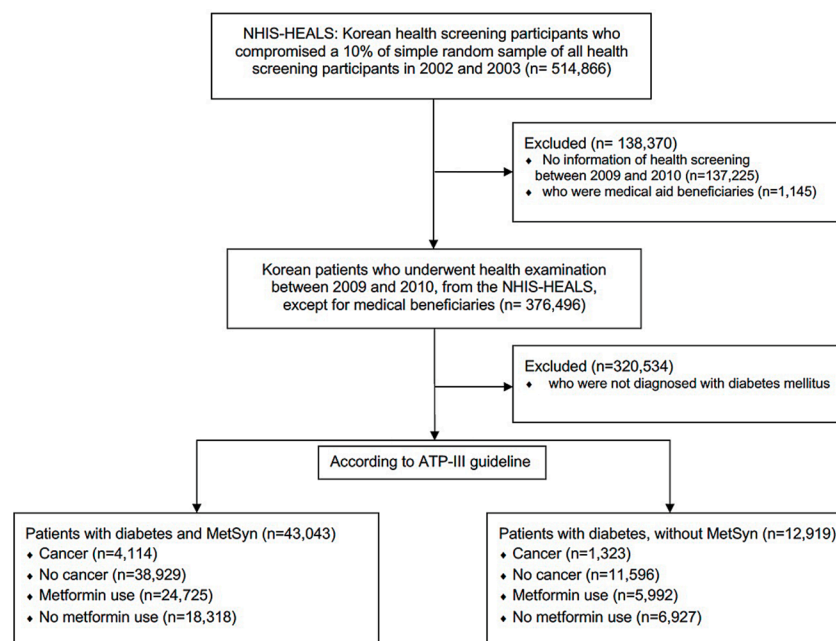 NHIS-HEALS: Korean health screening participants who
compromised a 10% of simple random sample of all health
screening participants in 2002 and 2003 (n= 514,866)
Excluded (n= 138,370)
♦ No information of health screening
between 2009 and 2010 (n=137,225)
♦ who were medical aid beneficiaries (n=1,145)
Korean patients who underwent health examination
between 2009 and 2010, from the NHIS-HEALS,
except for medical beneficiaries (n= 376,496)
Excluded (n=320,534)
♦ who were not diagnosed with diabetes mellitus
According to ATP-III guideline
Patients with diabetes and MetSyn (n=43,043)
♦ Cancer (n=4,114)
♦ No cancer (n=38,929)
♦ Metformin use (n=24,725)
♦ No metformin use (n=18,318)
Patients with diabetes, without MetSyn (n=12,919)
♦ Cancer (n=1,323)
♦ No cancer (n=11,596)
♦ Metformin use (n=5,992)
♦ No metformin use (n=6,927)